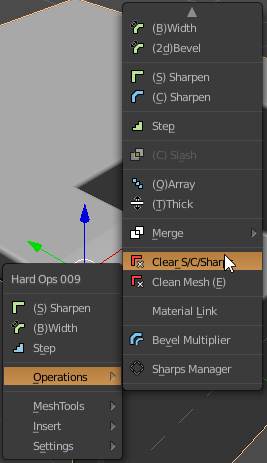 (B)Width
(2d)Bevel
(S) Sharpen
(C) Sharpen
Step
(C) Slash
(Q)Array
(T)Thick
Merge
Clear S/C/Sharp
Clean Mesh (E)
Material Link
Bevel Multiplier
Sharps Manager
Hard Ops 009
(S) Sharpen
(B)Width
Step
Operations
MeshTools
Insert
Settings